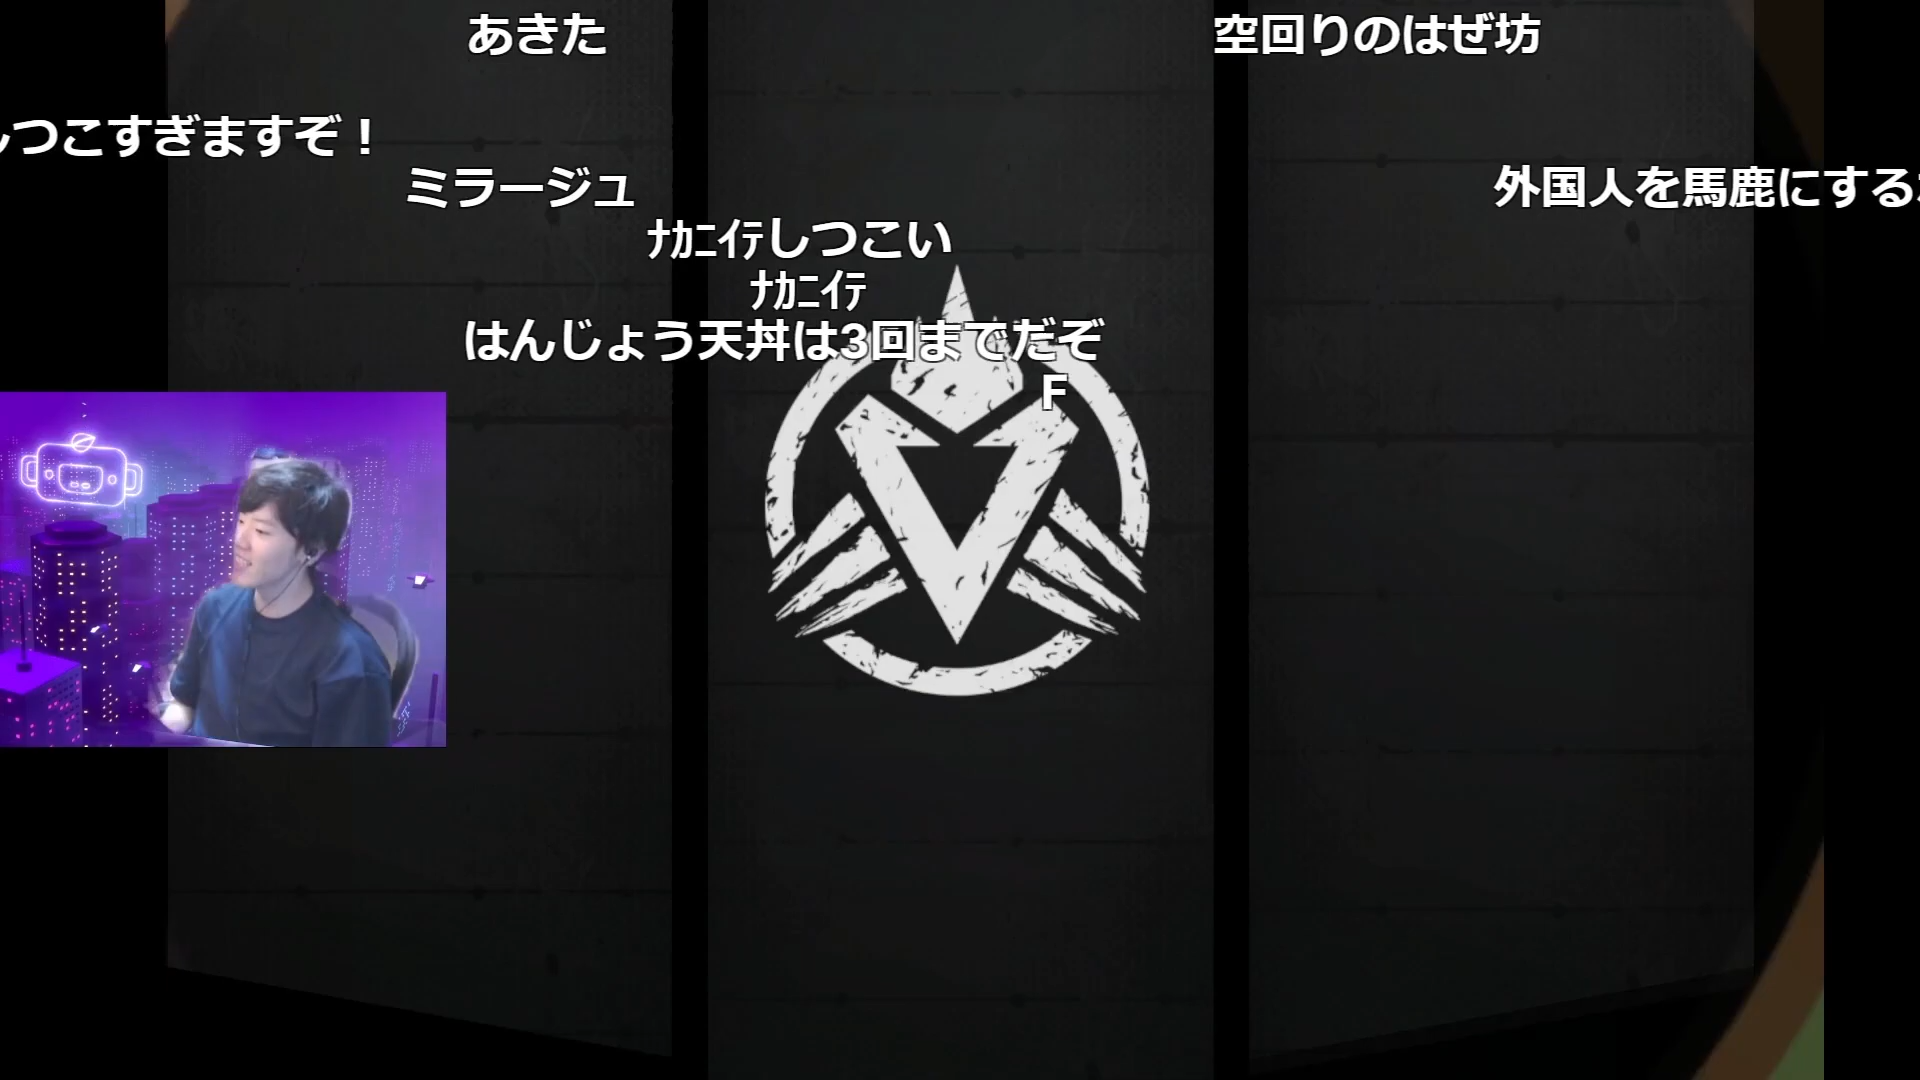 あきた
空回りのはぜ坊
しつこすぎますぞ！
ミラージュ
外国人を馬鹿にする
ﾅｶﾆｲﾃしつこい
ﾅｶﾆｲﾃ
はんじょう天丼は3回までだぞ
F